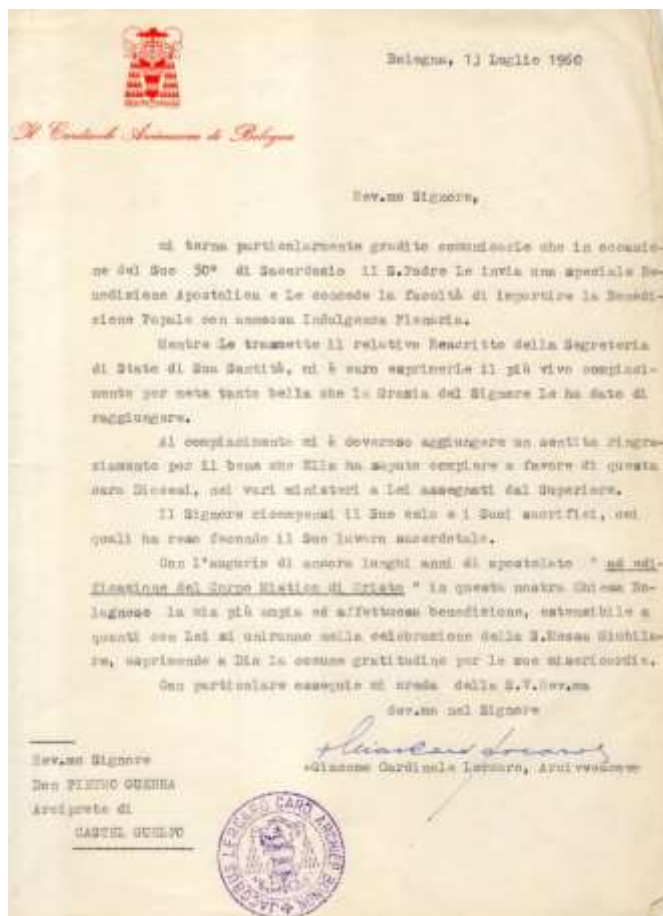 Bologna, 13 Luglio 1960
Il Cardinale Arcivescovo di Bologna
Rev.mo Signore,
mi torna particolarmente gradito comunicarLe che in occasio-
ne del Suo 50° di Sacerdozio il S.Padre Le invia una speciale Be-
nedizione Apostolica e Le concede la facoltà di impartire la Benedi-
zione Papale con annessa Indulgenza Plenaria.
Mentre Le trasmetto il relativo Rescritto della Segreteria
di Stato di Sua Santità, mi è caro esprimerLe il più vivo compiaci-
mento per meta tanto bella che la Grazia del Signore Le ha dato di
raggiungere.
Al compiacimento mi è doveroso aggiungere un sentito ringra-
ziamento per il bene che Ella ha saputo compiere a favore di questa
cara Diocesi, nei vari ministeri a Lei assegnati dal Superiore.
Il Signore ricompensi il Suo zelo e i Suoi sacrifici, coi
quali ha reso fecondo il Suo lavoro sacerdotale.
Con l'augurio di ancora lunghi anni di apostolato " ad edi-
ficazione del Corpo Mistico di Cristo " in questa nostra Chiesa Bo-
lognese la mia più ampia ed affettuosa benedizione, estensibile a
quanti con Lei si uniranno nella celebrazione della S.Messa Giubila-
re, esprimendo a Dio la comune gratitudine per le sue misericordie.
Con particolare ossequio mi creda della S.V.Rev.ma
dev.mo nel Signore
+Giacomo Cardinale Lercaro, Arcivescovo
Rev.mo Signore
Don PIETRO GUERRA
Arciprete di
CASTEL GUELFO
JACOBUS LERCARO CARD. ARCHIEP. BONON